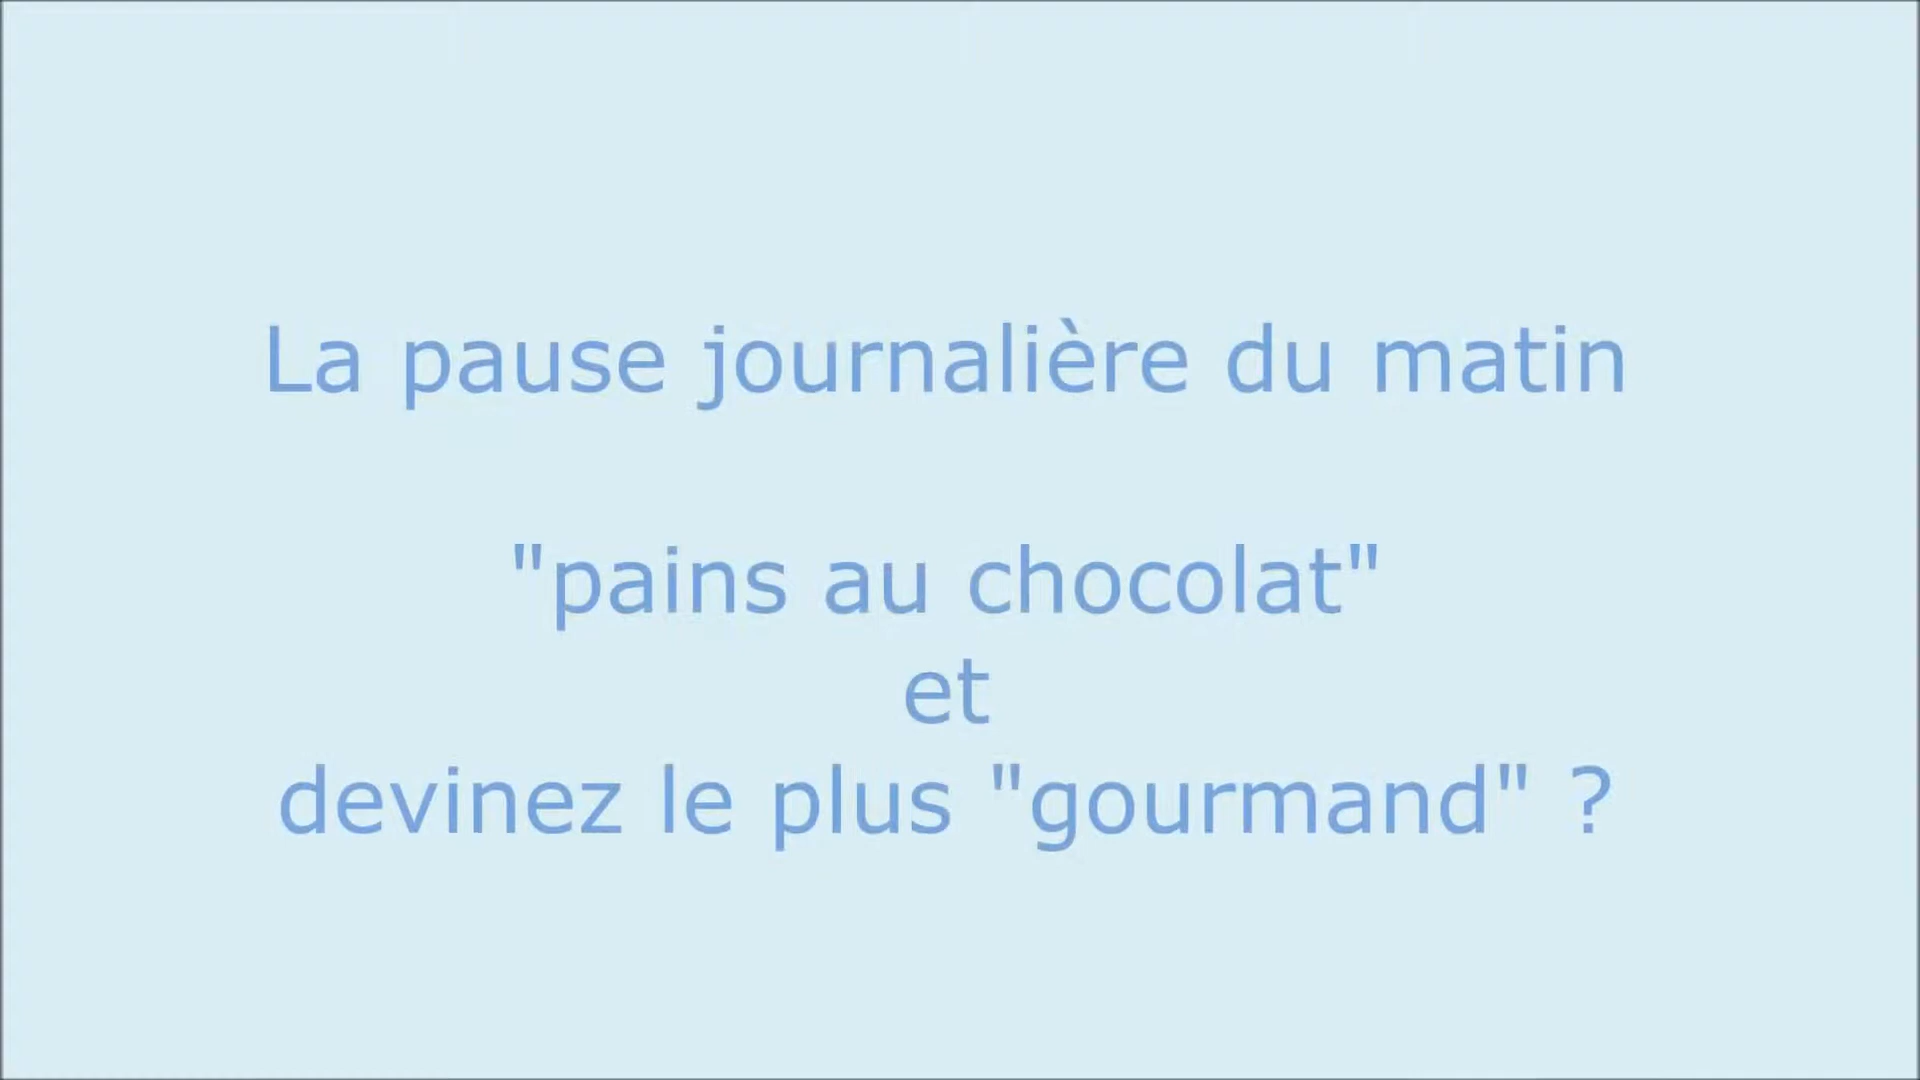 La pause journalière du matin
"pains au chocolat"
et
devinez le plus "gourmand" ?